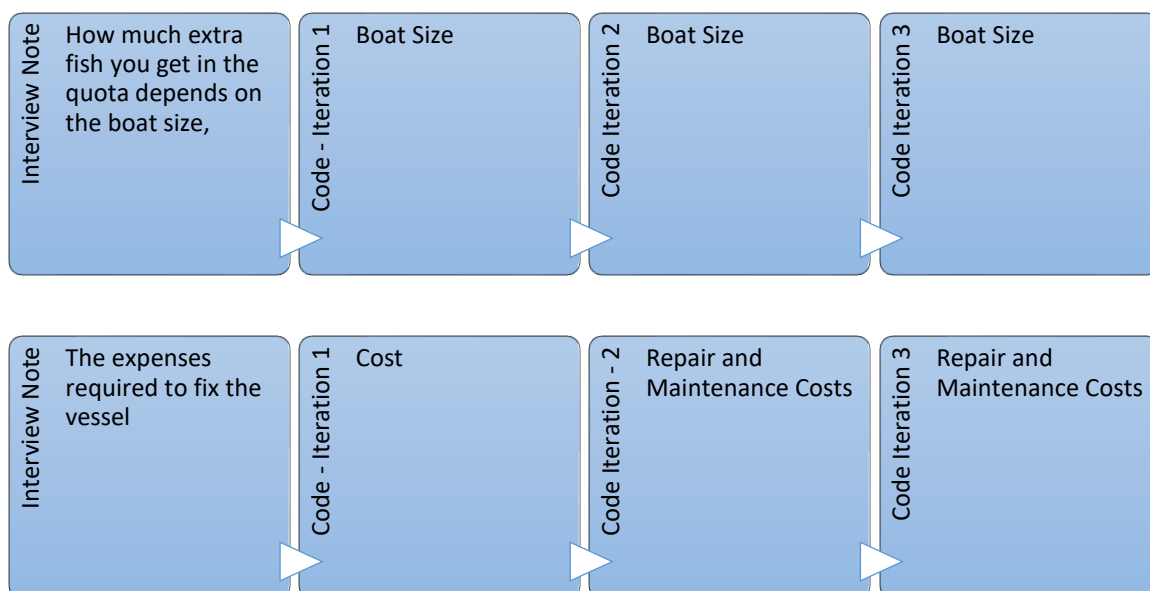 Interview Note
How much extra
fish you get in the
quota depends on
the boat size,
Code - Iteration 1
Boat Size
Code Iteration 2
Boat Size
Code Iteration 3
Boat Size
Interview Note
The expenses
required to fix the
vessel
Code - Iteration 1
Cost
Code Iteration - 2
Repair and
Maintenance Costs
Code Iteration 3
Repair and
Maintenance Costs